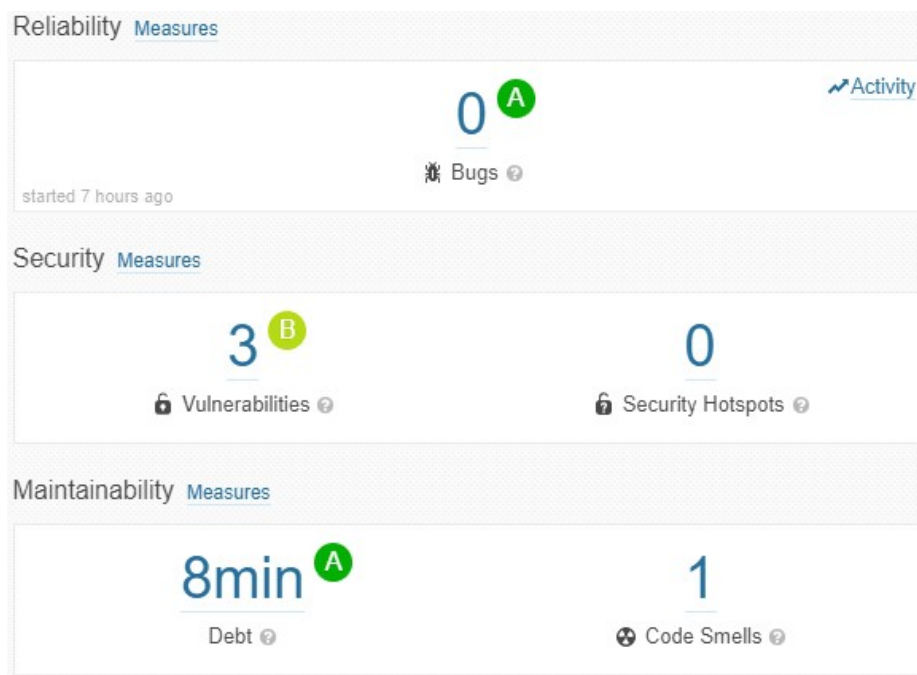 Reliability Measures
0 A
Activity
Bugs ?
started 7 hours ago
Security Measures
3 B
0
Vulnerabilities ?
? Security Hotspots ?
Maintainability Measures
8min A
1
Debt ?
Code Smells ?